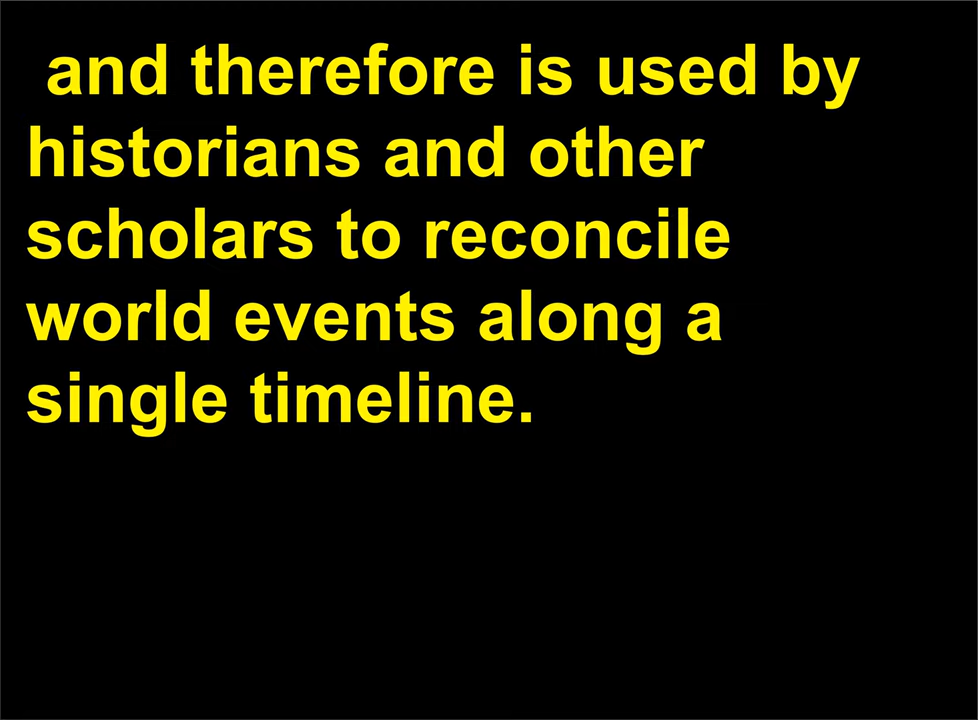 and therefore is used by
historians and other
scholars to reconcile
world events along a
single timeline.